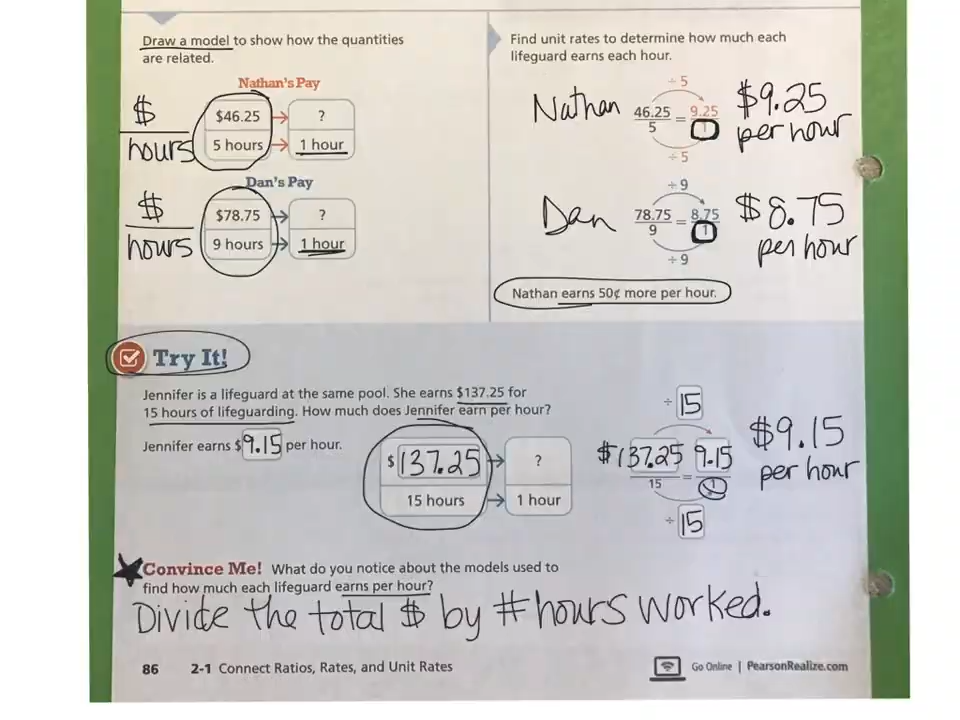 Draw a model to show how the quantities
are related.
Nathan's Pay
$
hours
$46.25 ?
5 hours 1 hour
Dan's Pay
$
hours
$78.75 ?
9 hours 1 hour
Find unit rates to determine how much each
lifeguard earns each hour.
Nathan
÷ 5
46.25 = 9.25
5 1
÷ 5
$9.25
per hour
Dan
÷ 9
78.75 = 8.75
9 1
÷ 9
$8.75
per hour
Nathan earns 50¢ more per hour.
Try It!
Jennifer is a lifeguard at the same pool. She earns $137.25 for
15 hours of lifeguarding. How much does Jennifer earn per hour?
Jennifer earns $9.15 per hour.
$137.25 ?
15 hours 1 hour
÷ 15
$137.25 = 9.15
15 1
÷ 15
$9.15
per hour
Convince Me! What do you notice about the models used to
find how much each lifeguard earns per hour?
Divide the total $ by # hours worked.
86 2-1 Connect Ratios, Rates, and Unit Rates
Go Online | PearsonRealize.com